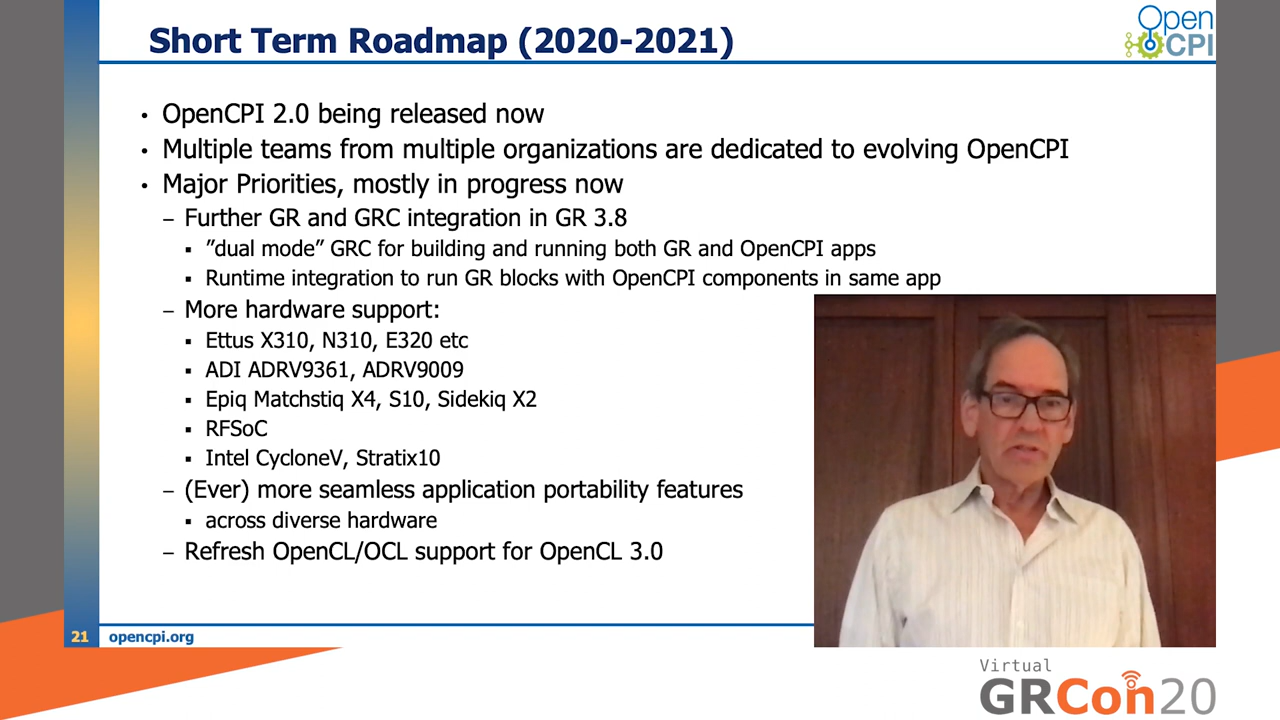 Short Term Roadmap (2020-2021)
Open
CPI
• OpenCPI 2.0 being released now
• Multiple teams from multiple organizations are dedicated to evolving OpenCPI
• Major Priorities, mostly in progress now
– Further GR and GRC integration in GR 3.8
▪ ”dual mode” GRC for building and running both GR and OpenCPI apps
▪ Runtime integration to run GR blocks with OpenCPI components in same app
– More hardware support:
▪ Ettus X310, N310, E320 etc
▪ ADI ADRV9361, ADRV9009
▪ Epiq Matchstiq X4, S10, Sidekiq X2
▪ RFSoC
▪ Intel CycloneV, Stratix10
– (Ever) more seamless application portability features
▪ across diverse hardware
– Refresh OpenCL/OCL support for OpenCL 3.0
21 opencpi.org
Virtual
GRCon20